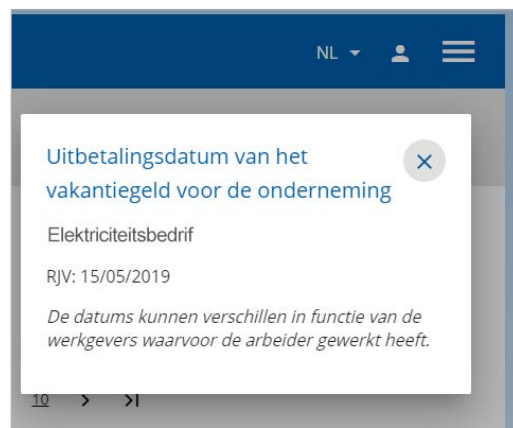 NL
Uitbetalingsdatum van het
vakantiegeld voor de onderneming
Elektriciteitsbedrif
RJV: 15/05/2019
De datums kunnen verschillen in functie van de
werkgevers waarvoor de arbeider gewerkt heeft.
10